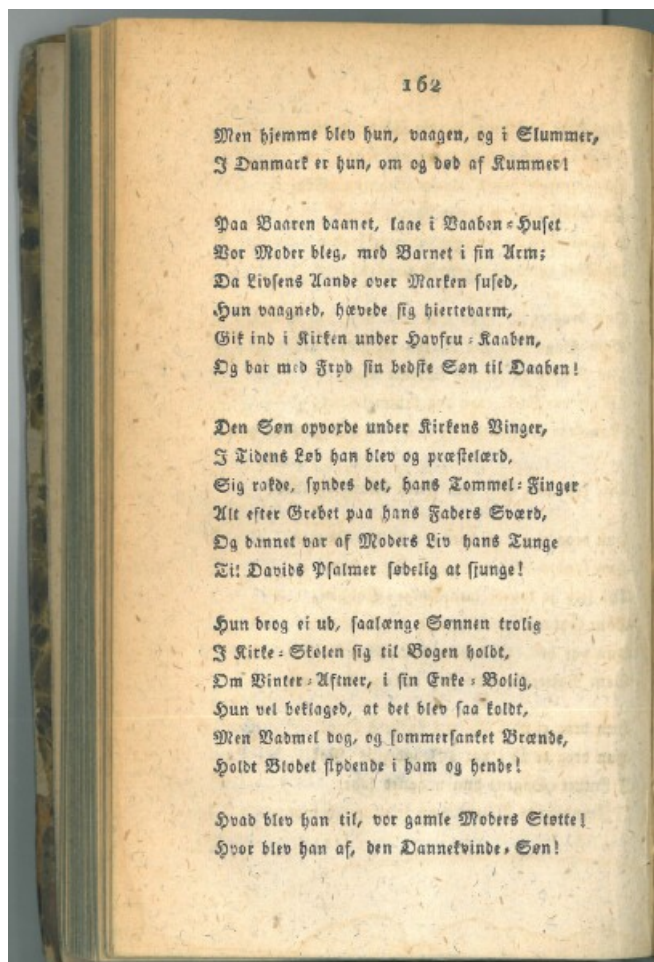 162
Men hjemme blev hun, vaagen, og i Slummer,
I Danmark er hun, om og død af Kummer!
Paa Baaren daanet, laae i Vaaben-Huset
Vor Moder bleg, med Barnet i sin Arm;
Da Livsens Aande over Marken sused,
Hun vaagned, hævede sig hiertevarm,
Gik ind i Kirken under Havfru-Kaaben,
Og bar med Fryd sin bedste Søn til Daaben!
Den Søn opvoxde under Kirkens Vinger,
I Tidens Løb han blev og præstelærd,
Sig rakde, syndes det, hans Tommel-Finger
Alt efter Grebet paa hans Faders Sværd,
Og dannet var af Moders Liv hans Tunge
Til Davids Psalmer sødelig at sjunge!
Hun drog ei ud, saalænge Sønnen trolig
I Kirke-Skolen sig til Bogen holdt,
Om Vinter-Aftner, i sin Enke-Bolig,
Hun vel beklaged, at det blev saa koldt,
Men Vadmel dog, og sommersanket Brænde,
Holdt Blodet flydende i ham og hende!
Hvad blev han til, vor gamle Moders Støtte!
Hvor blev han af, den Dannekvinde-Søn!